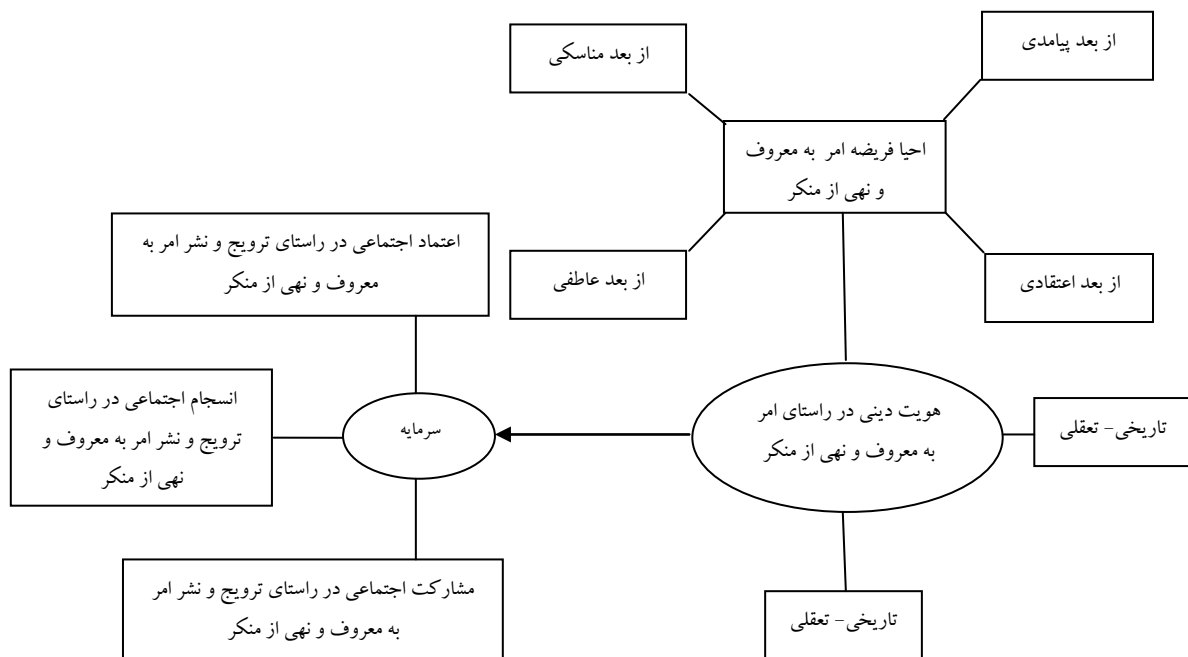 از بعد پیامدی
از بعد مناسکی
احیا فریضه امر به معروف
و نهی از منکر
از بعد اعتقادی
از بعد عاطفی
اعتماد اجتماعی در راستای ترویج و نشر امر به
معروف و نهی از منکر
هویت دینی در راستای امر
به معروف و نهی از منکر
تاریخی- تعقلی
سرمایه
انسجام اجتماعی در راستای
ترویج و نشر امر به معروف و
نهی از منکر
مشارکت اجتماعی در راستای ترویج و نشر امر
به معروف و نهی از منکر
تاریخی- تعقلی